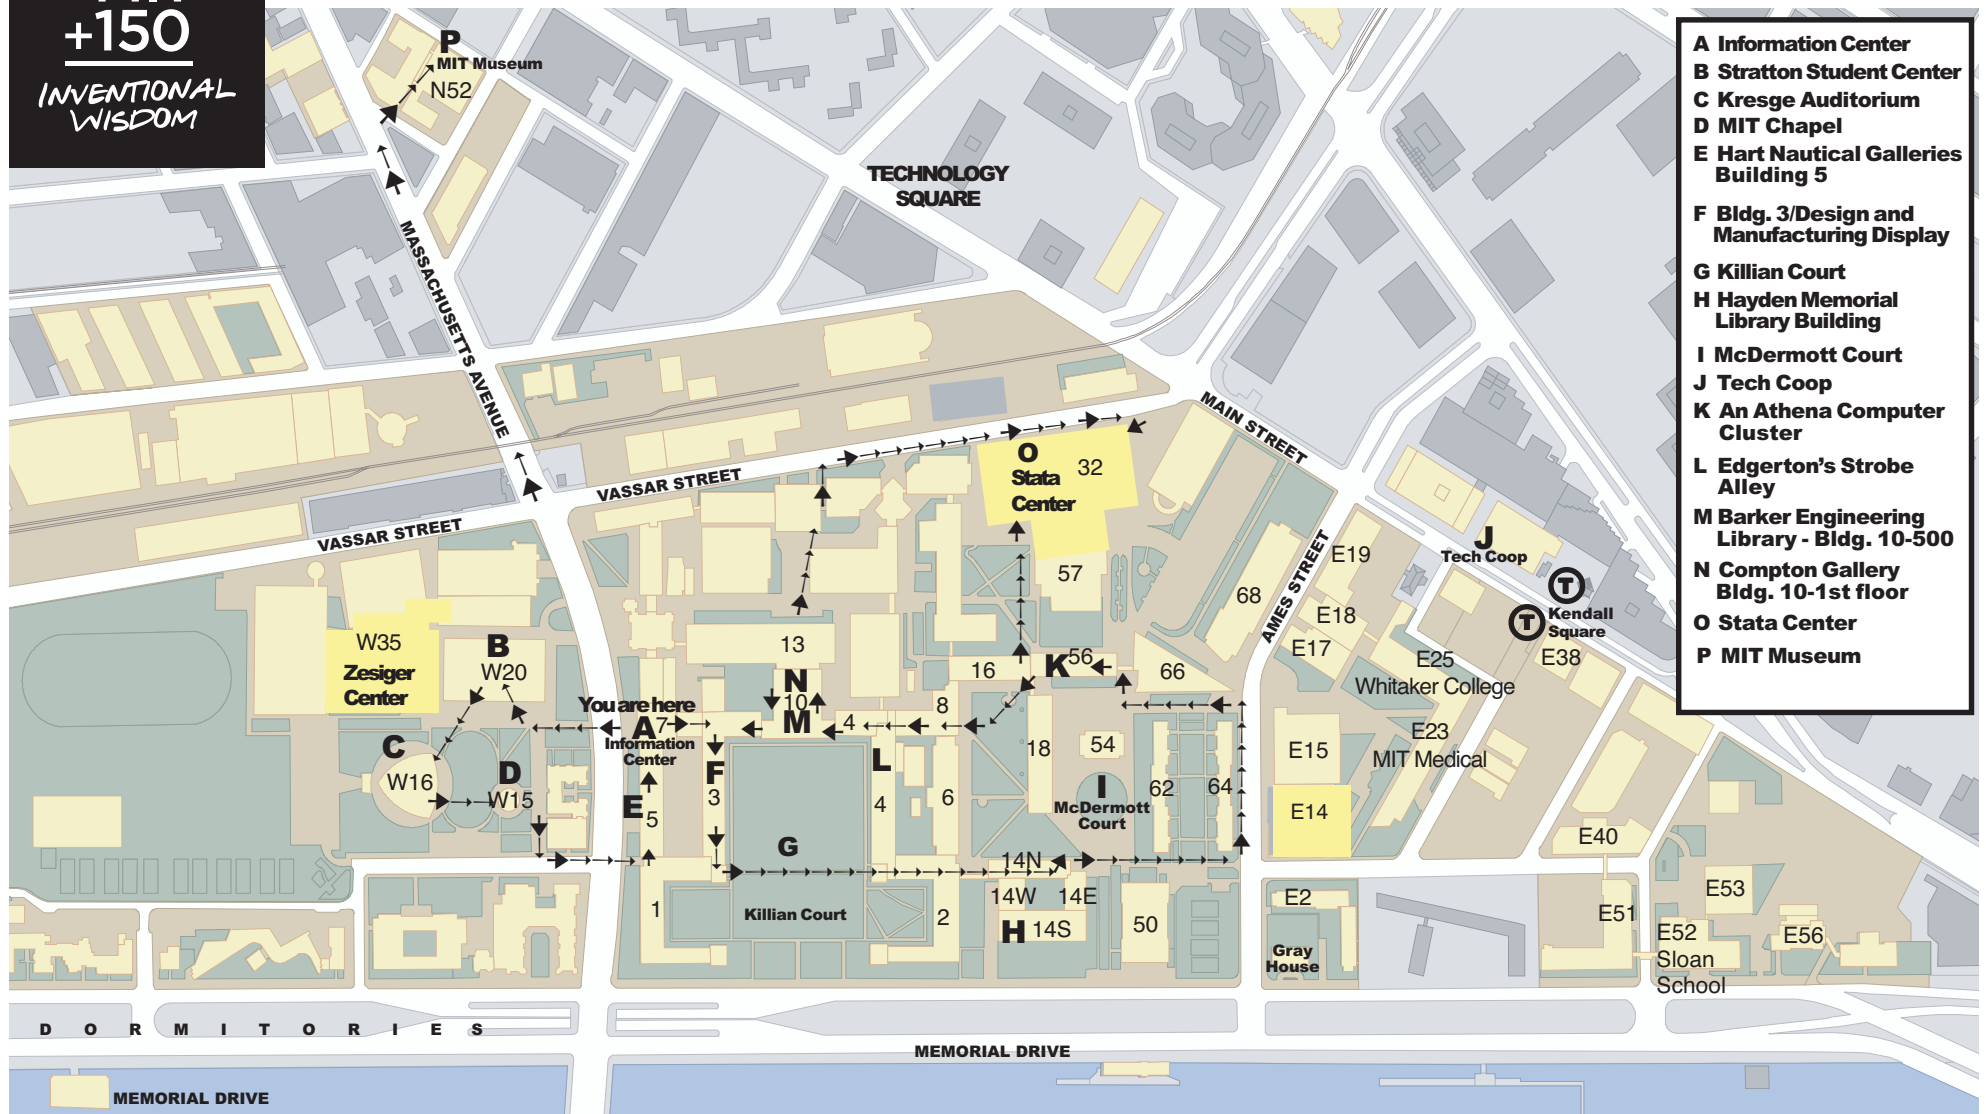 +150
INVENTIONAL
WISDOM
P
MIT Museum
N52
TECHNOLOGY
SQUARE
MASSACHUSETTS AVENUE
A Information Center
B Stratton Student Center
C Kresge Auditorium
D MIT Chapel
E Hart Nautical Galleries
Building 5
F Bldg. 3/Design and
Manufacturing Display
G Killian Court
H Hayden Memorial
Library Building
I McDermott Court
J Tech Coop
K An Athena Computer
Cluster
L Edgerton's Strobe
Alley
M Barker Engineering
Library - Bldg. 10-500
N Compton Gallery
Bldg. 10-1st floor
O Stata Center
P MIT Museum
MAIN STREET
VASSAR STREET
VASSAR STREET
O
32
Stata
Center
J
Tech Coop
T
T
Kendall
Square
AMES STREET
E19
E18
E17
E38
E25
Whitaker College
E23
MIT Medical
E15
E14
57
68
13
16
K
56
66
W35
Zesiger
Center
B
W20
You are here
A
7
Information
Center
N
10
M
4
8
C
W16
D
W15
E
5
F
3
L
4
6
18
54
I
McDermott
Court
62
64
G
14N
14W
14E
H
14S
1
Killian Court
2
50
E2
Gray
House
E40
E51
E53
E52
Sloan
School
E56
DORMITORIES
MEMORIAL DRIVE
MEMORIAL DRIVE